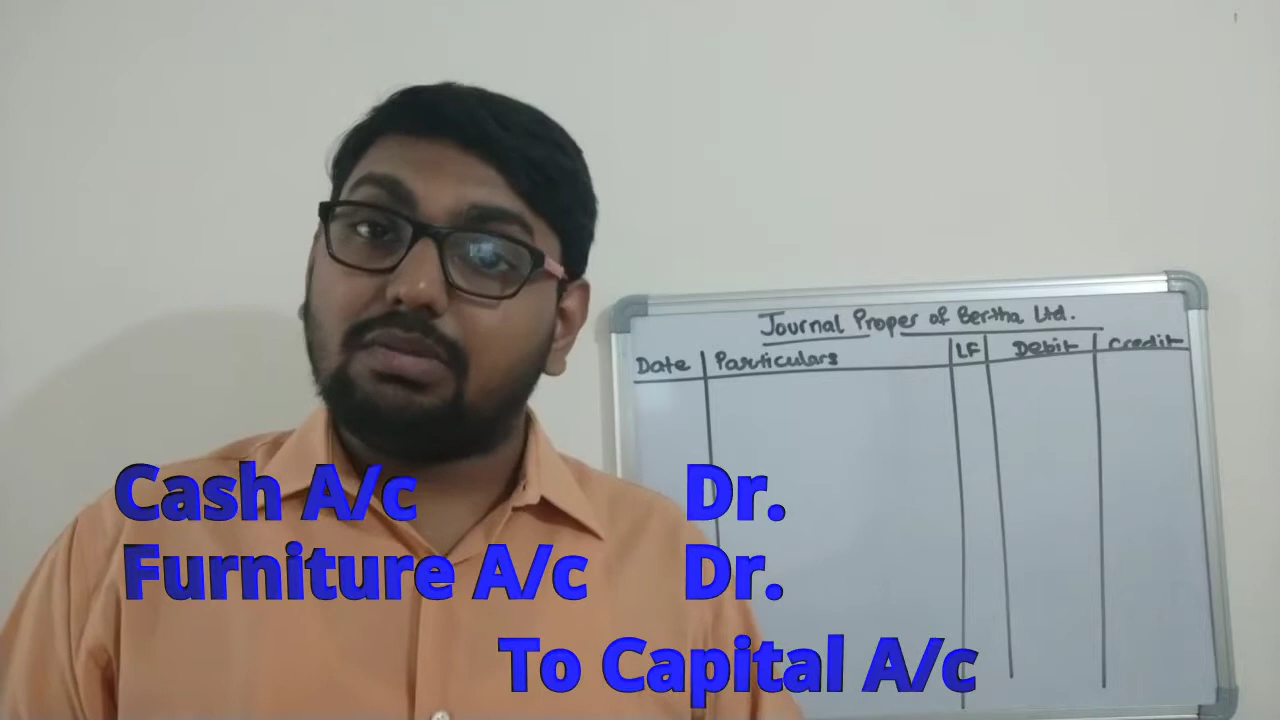 Journal Proper of Bertha Ltd.
Date Particulars LF Debit Credit
Cash A/c Dr.
Furniture A/c Dr.
To Capital A/c